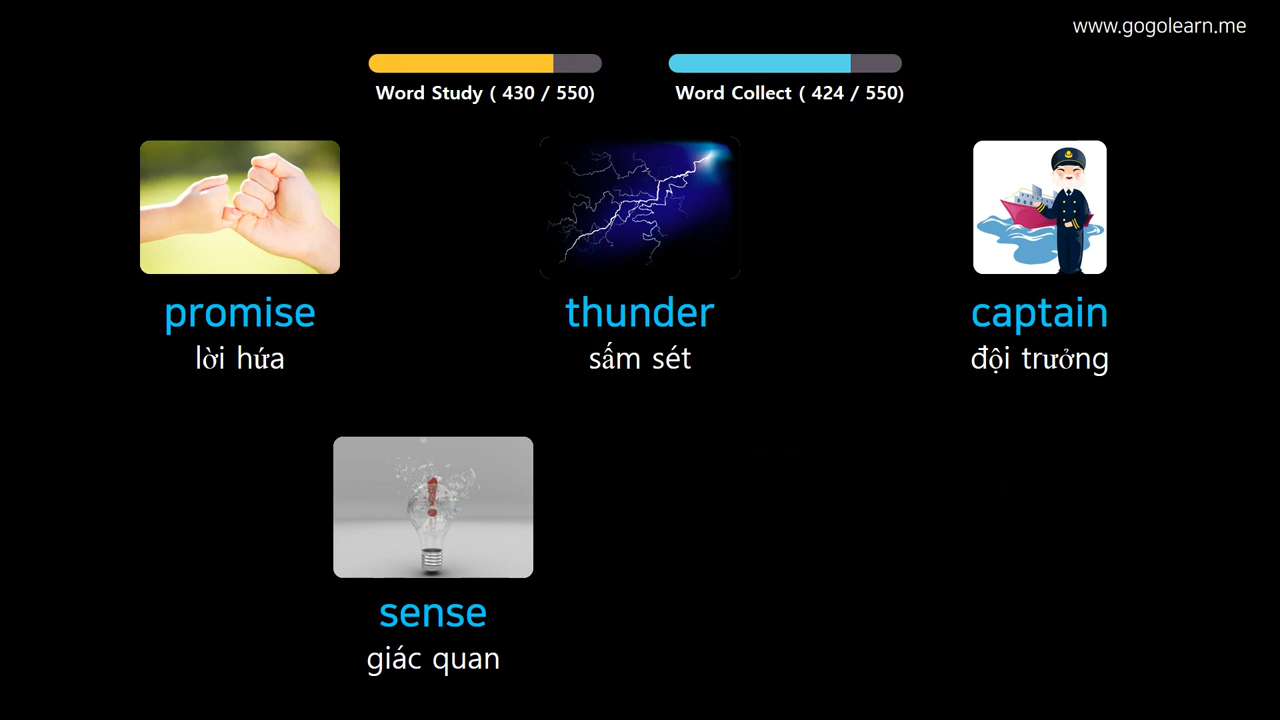 www.gogolearn.me
Word Study ( 430 / 550)
Word Collect ( 424 / 550)
promise
lời hứa
thunder
sấm sét
captain
đội trưởng
sense
giác quan